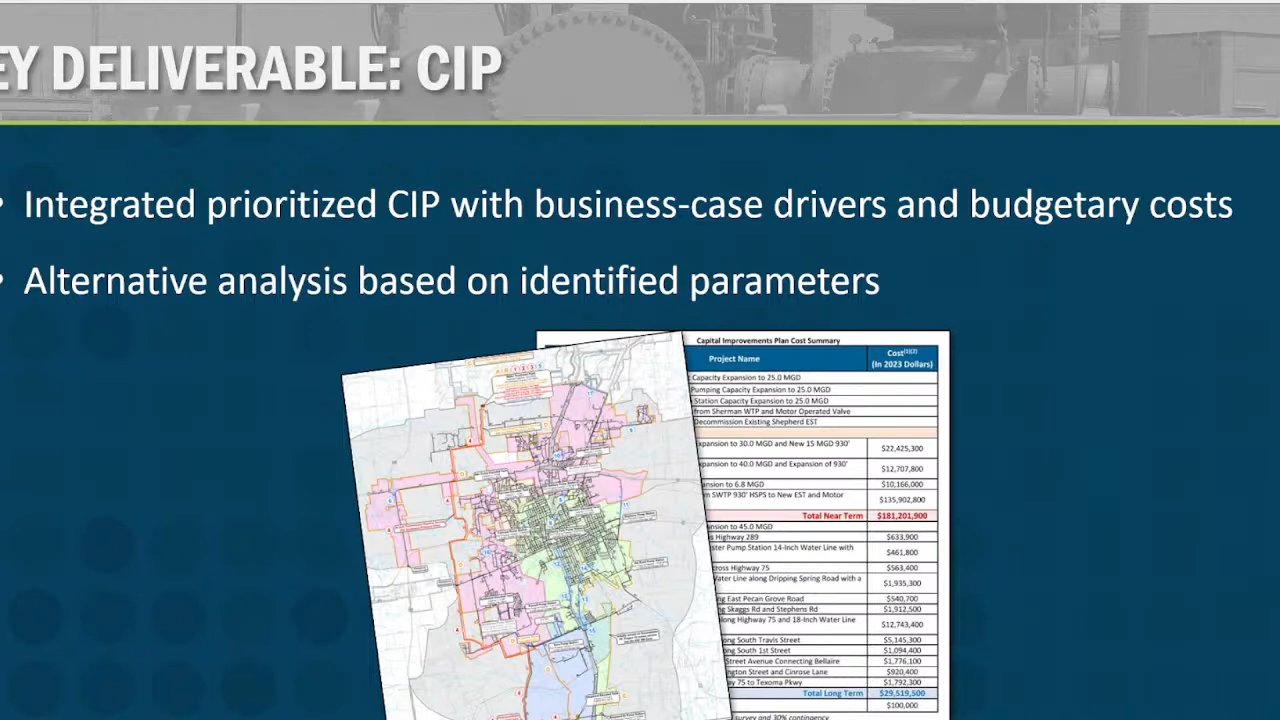 EY DELIVERABLE: CIP
• Integrated prioritized CIP with business-case drivers and budgetary costs
• Alternative analysis based on identified parameters
Capital Improvements Plan Cost Summary
Project Name
Cost(1)(2)
(In 2023 Dollars)
Capacity Expansion to 25.0 MGD
Pumping Capacity Expansion to 25.0 MGD
Station Capacity Expansion to 25.0 MGD
from Sherman WTP and Motor Operated Valve
Decommission Existing Shepherd EST
xpansion to 30.0 MGD and New 15 MGD 930'
$22,425,300
xpansion to 40.0 MGD and Expansion of 930'
$12,707,800
ansion to 6.8 MGD
$10,166,000
m SWTP 930' HSPS to New EST and Motor
$135,902,800
Total Near Term
$181,201,900
nsion to 45.0 MGD
ss Highway 289
$633,900
ster Pump Station 14-Inch Water Line with
$461,800
cross Highway 75
$563,400
Water Line along Dripping Spring Road with a
$1,935,300
ng East Pecan Grove Road
$540,700
ng Skaggs Rd and Stephens Rd
$1,912,500
long Highway 75 and 18-Inch Water Line
$12,743,400
ong South Travis Street
$5,145,300
ong South 1st Street
$1,094,400
Street Avenue Connecting Bellaire
$1,776,100
ngton Street and Cinrose Lane
$920,400
ay 75 to Texoma Pkwy
$1,792,300
Total Long Term
$29,519,500
$100,000
survey and 30% contingency